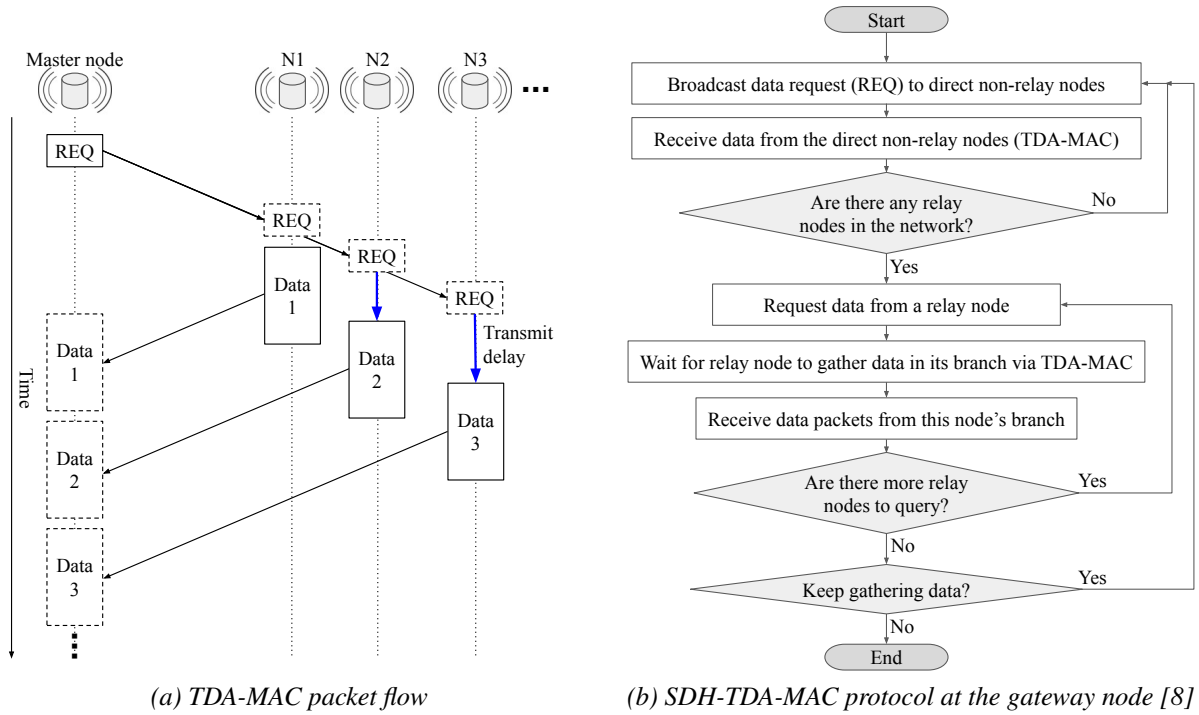 Master node
N1
N2
N3
...
REQ
REQ
REQ
REQ
Data
1
Transmit
delay
Data
2
Data
3
Data
1
Data
2
Data
3
Time
(a) TDA-MAC packet flow
Start
Broadcast data request (REQ) to direct non-relay nodes
Receive data from the direct non-relay nodes (TDA-MAC)
Are there any relay
nodes in the network?
No
Yes
Request data from a relay node
Wait for relay node to gather data in its branch via TDA-MAC
Receive data packets from this node’s branch
Are there more relay
nodes to query?
Yes
No
Keep gathering data?
Yes
No
End
(b) SDH-TDA-MAC protocol at the gateway node [8]